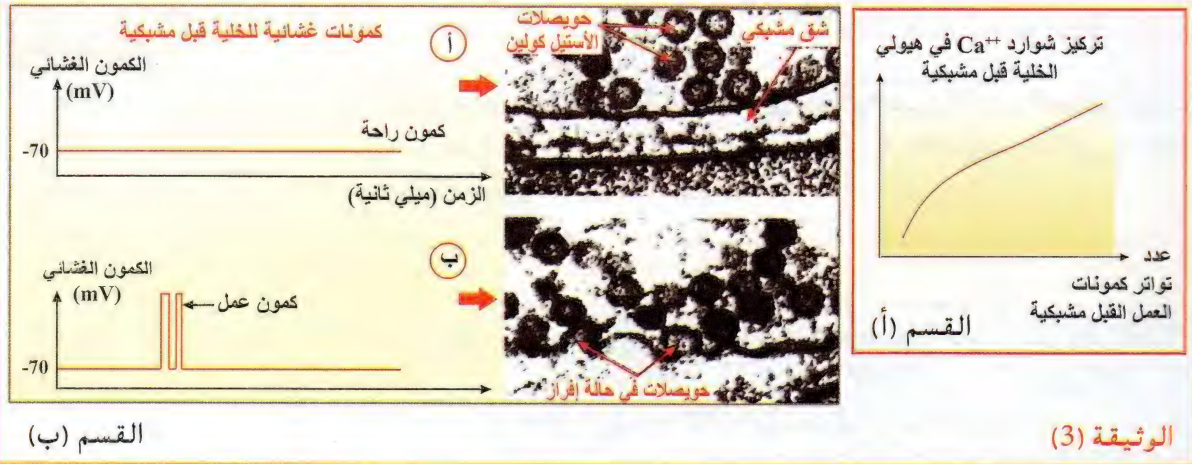 تركيز شوارد Ca++ في هيولي
الخلية قبل مشبكية
عدد
تواتر كمونات
العمل القبل مشبكية
القسم (أ)
كمونات غشائية للخلية قبل مشبكية
أ
حويصلات
الأستيل كولين
شق مشبكي
الكمون الغشائي
(mV)
كمون راحة
-70
الزمن (ميلي ثانية)
ب
الكمون الغشائي
(mV)
كمون عمل
-70
حويصلات في حالة إفراز
الوثيقة (3)
القسم (ب)